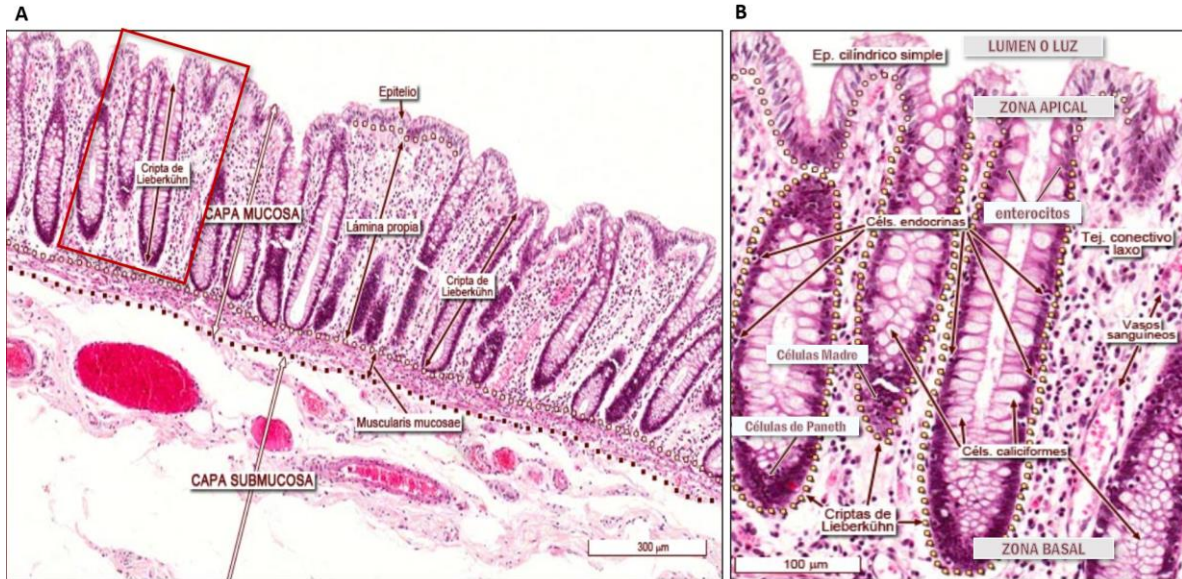 A
Epitelio
Cripta de
Lieberkühn
CAPA MUCOSA
Lámina propia
Cripta de
Lieberkühn
Muscularis mucosae
CAPA SUBMUCOSA
300 µm
B
LUMEN O LUZ
Ep. cilíndrico simple
ZONA APICAL
Céls. endocrinas
enterocitos
Tej. conectivo
laxo
Vasos
sanguíneos
Células Madro
Células de Paneth
Céls. caliciformes
Criptas de
Lieberkühn
ZONA BASAL
100 µm